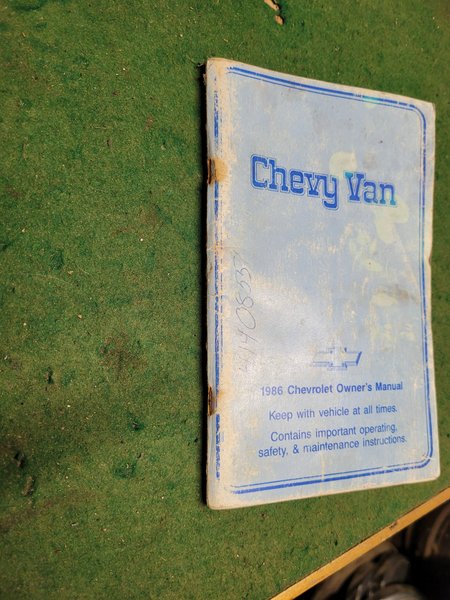 Chevy Van
1986 Chevrolet Owner's Manual
Keep with vehicle at all times.
Contains important operating,
safety, & maintenance instructions.